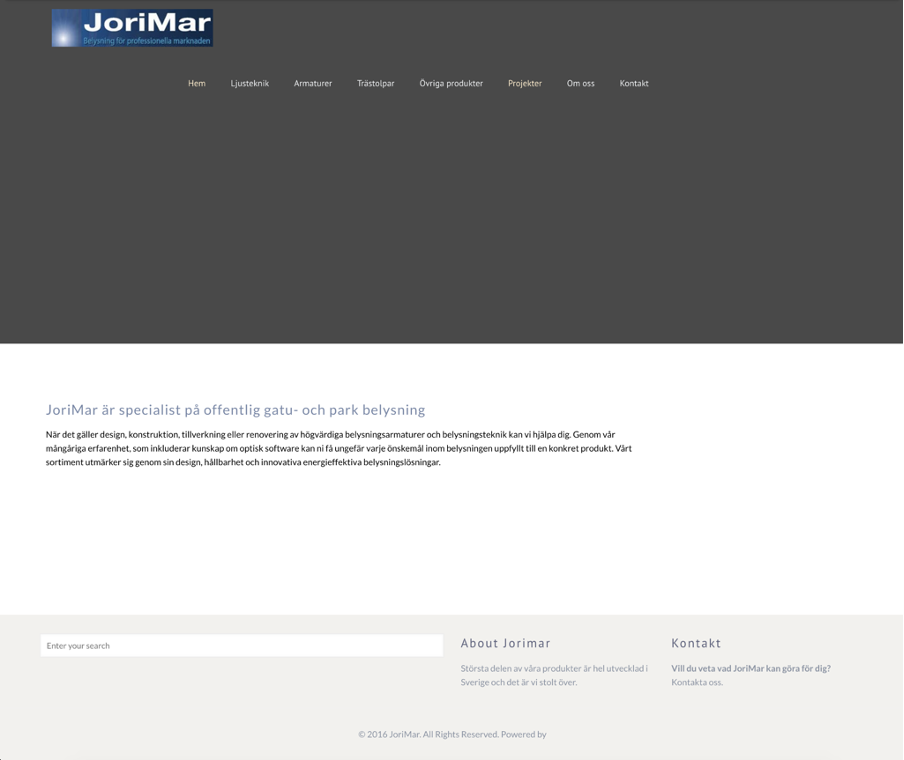 JoriMar
Belysning för professionella marknaden
Hem Ljusteknik Armaturer Trästolpar Övriga produkter Projekter Om oss Kontakt
JoriMar är specialist på offentlig gatu- och park belysning
När det gäller design, konstruktion, tillverkning eller renovering av högvärdiga belysningsarmaturer och belysningsteknik kan vi hjälpa dig. Genom vår
mångåriga erfarenhet, som inkluderar kunskap om optisk software kan ni få ungefär varje önskemål inom belysningen uppfyllt till en konkret produkt. Vårt
sortiment utmärker sig genom sin design, hållbarhet och innovativa energieffektiva belysningslösningar.
Enter your search
About Jorimar
Största delen av våra produkter är hel utvecklad i
Sverige och det är vi stolt över.
Kontakt
Vill du veta vad JoriMar kan göra för dig?
Kontakta oss.
© 2016 JoriMar. All Rights Reserved. Powered by